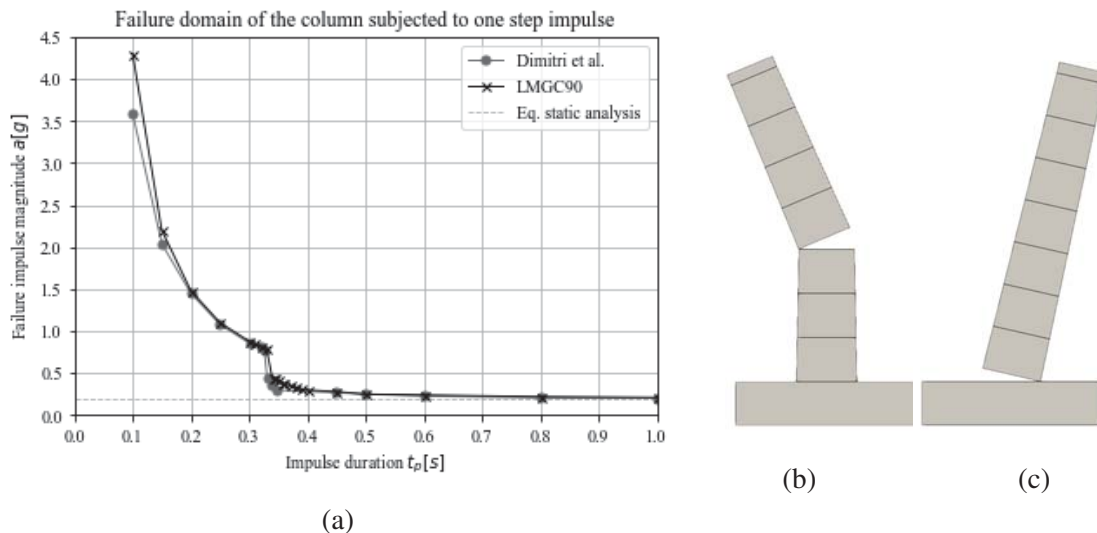 Failure domain of the column subjected to one step impulse
Dimitri et al.
LMGC90
Eq. static analysis
Failure impulse magnitude a[g]
4.5
4.0
3.5
3.0
2.5
2.0
1.5
1.0
0.5
0.0
0.0 0.1 0.2 0.3 0.4 0.5 0.6 0.7 0.8 0.9 1.0
Impulse duration tₚ[s]
(a)
(b)
(c)